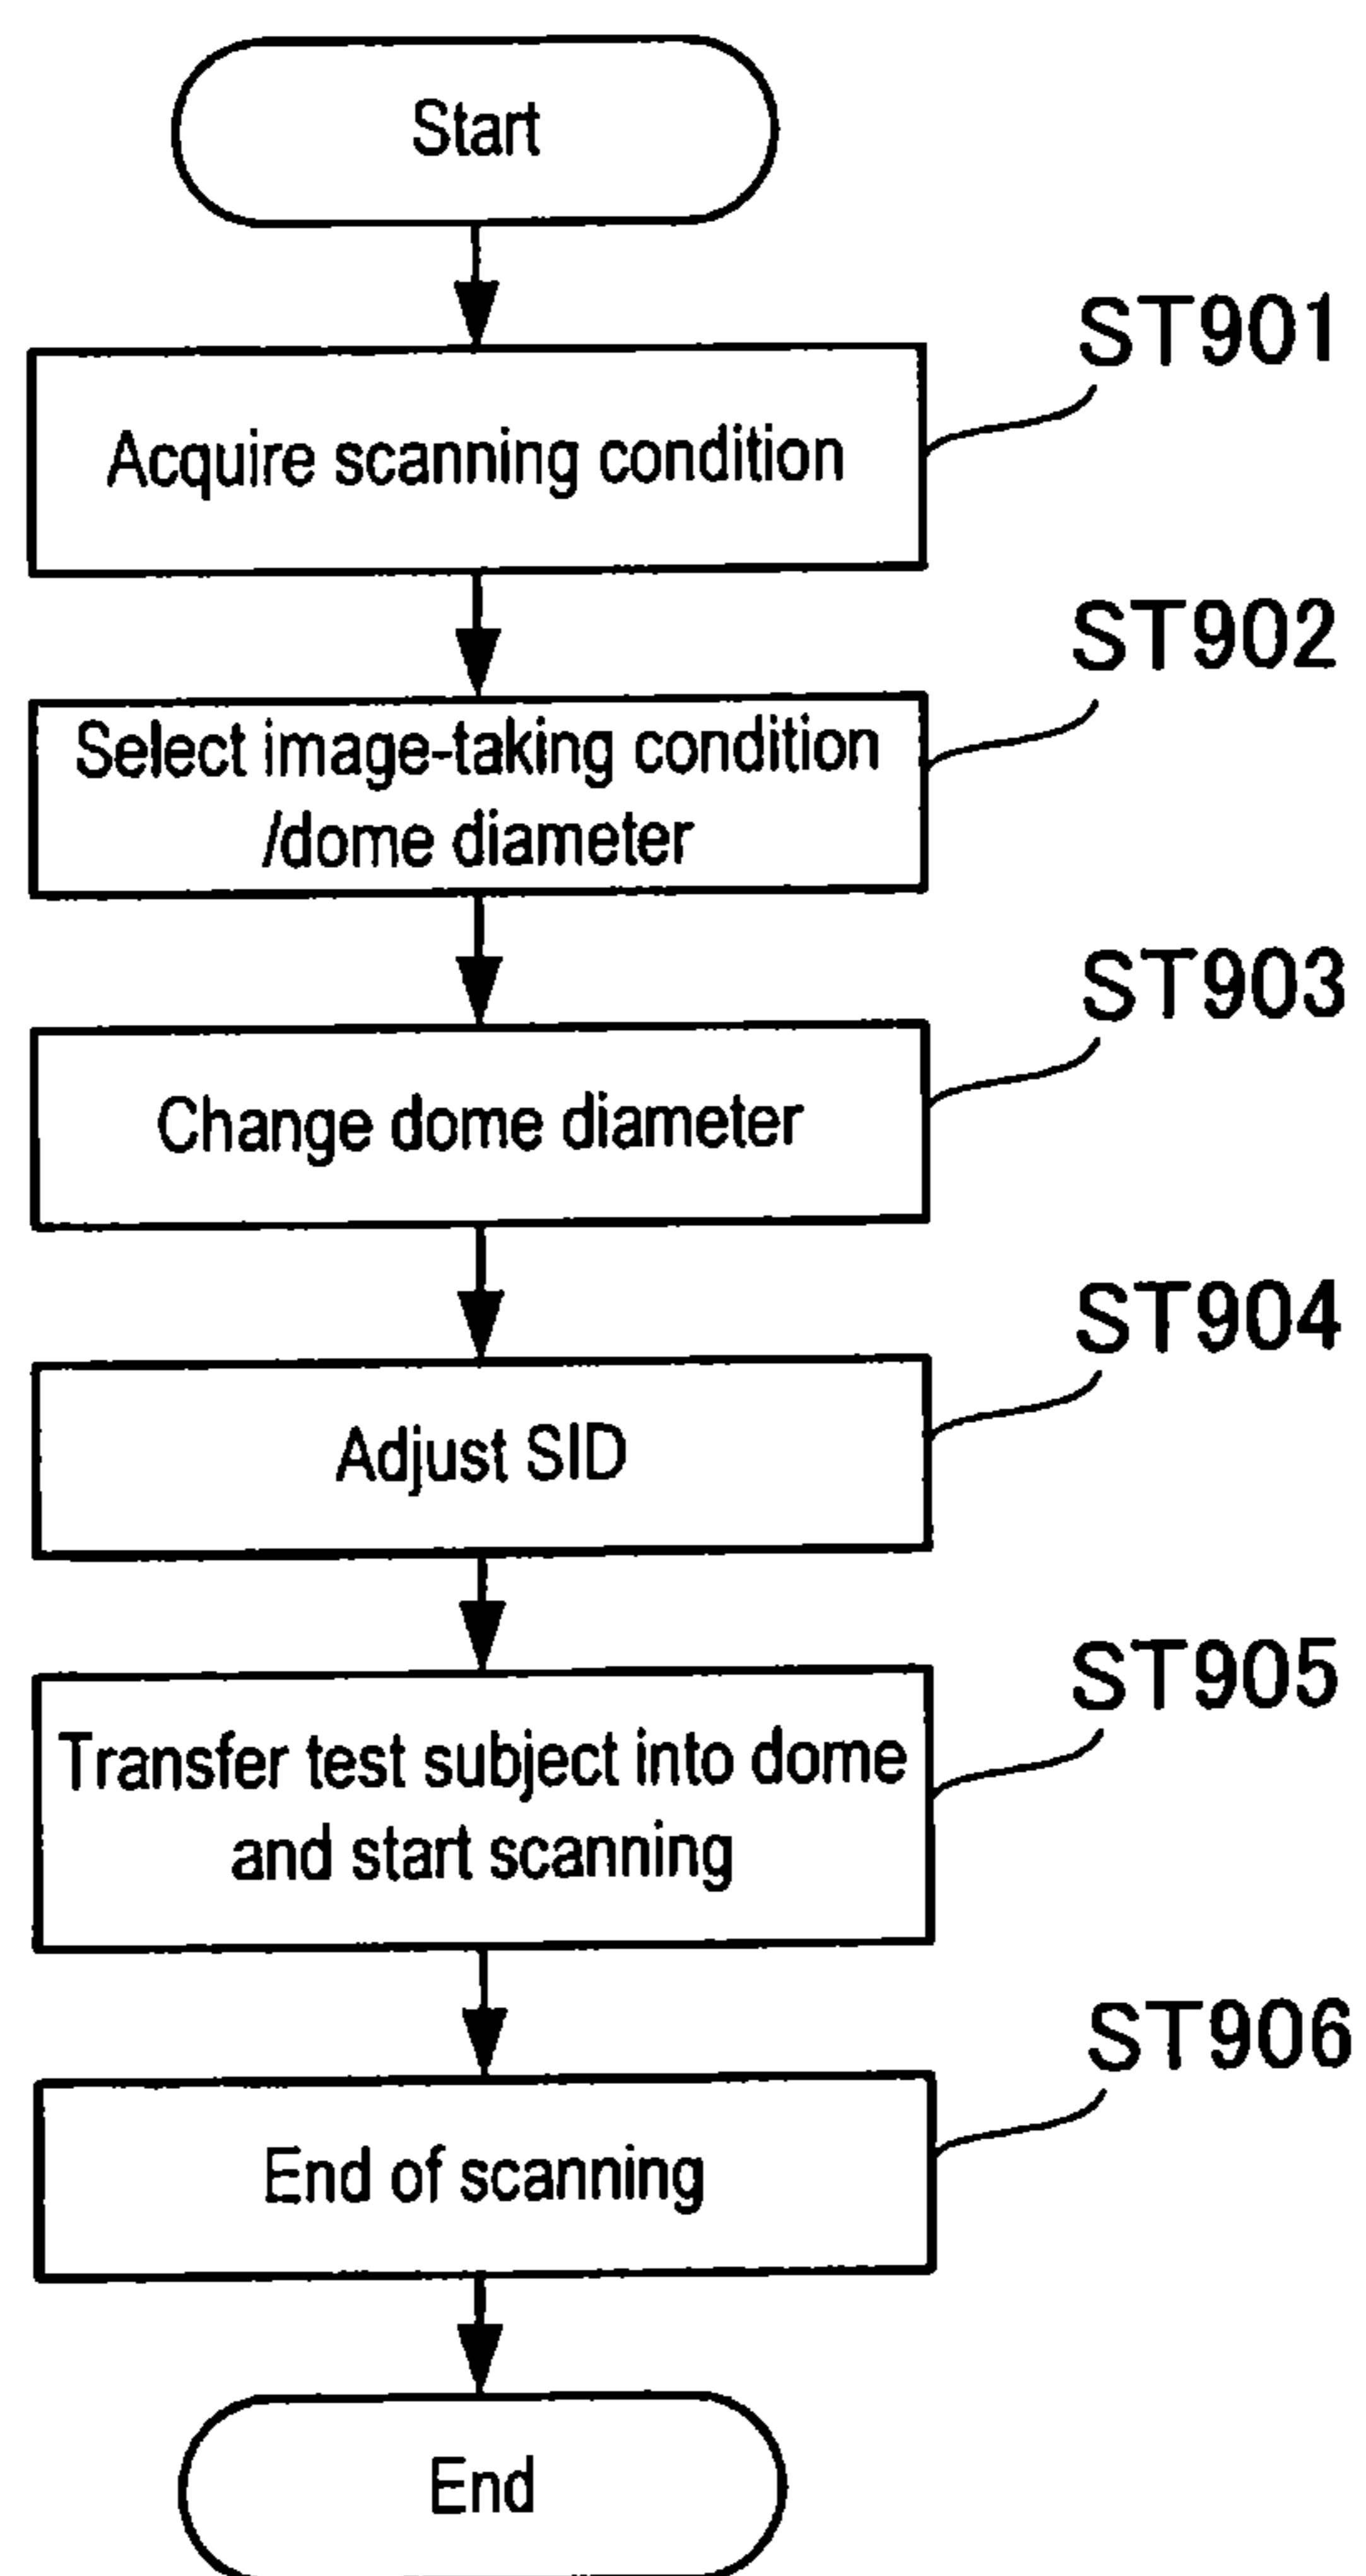 Start
ST901
Acquire scanning condition
ST902
Select image-taking condition
/dome diameter
ST903
Change dome diameter
ST904
Adjust SID
ST905
Transfer test subject into dome
and start scanning
ST906
End of scanning
End